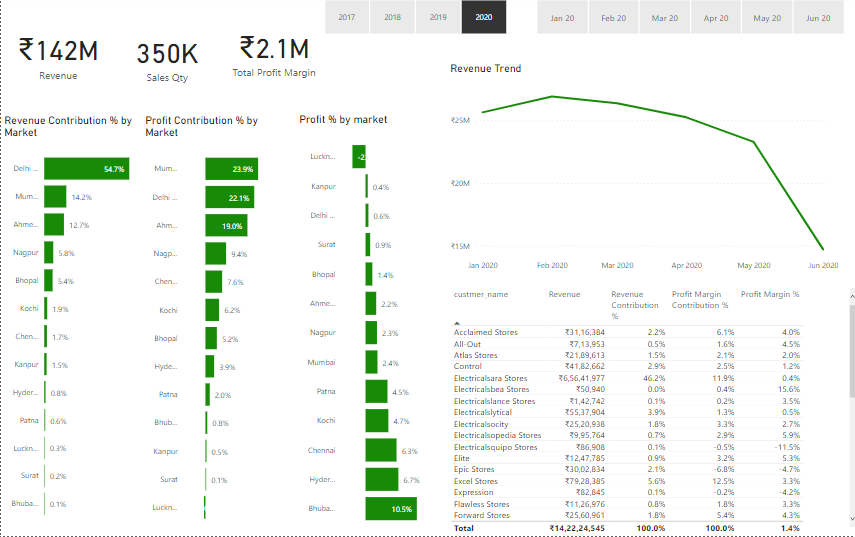 2017 2018 2019 2020 Jan 20 Feb 20 Mar 20 Apr 20 May 20 Jun 20
₹142M
Revenue
350K
Sales Qty
₹2.1M
Total Profit Margin
Revenue Trend
₹25M
₹20M
₹15M
Jan 2020 Feb 2020 Mar 2020 Apr 2020 May 2020 Jun 2020
Revenue Contribution % by
Market
Delhi ... 54.7%
Mum... 14.2%
Ahme... 12.7%
Nagpur 5.8%
Bhopal 5.4%
Kochi 1.9%
Chen... 1.7%
Kanpur 1.5%
Hyder... 0.8%
Patna 0.6%
Luckn... 0.3%
Surat 0.2%
Bhuba... 0.1%
Profit Contribution % by
Market
Mum... 23.9%
Delhi ... 22.1%
Ahm... 19.0%
Nagp... 9.4%
Chen... 7.6%
Kochi 6.2%
Bhopal 5.2%
Hyde... 3.9%
Patna 2.0%
Bhub... 0.8%
Kanpur 0.5%
Surat 0.1%
Luckn...
Profit % by market
Luckn... -2
Kanpur 0.4%
Delhi ... 0.6%
Surat 0.9%
Bhopal 1.4%
Ahme... 2.2%
Nagpur 2.3%
Mumbai 2.4%
Patna 4.5%
Kochi 4.7%
Chennai 6.3%
Hyder... 6.7%
Bhuba... 10.5%
custmer_name Revenue Revenue Contribution % Profit Margin Contribution % Profit Margin %
Acclaimed Stores ₹31,16,384 2.2% 6.1% 4.0%
All-Out ₹7,13,953 0.5% 1.6% 4.5%
Atlas Stores ₹21,89,613 1.5% 2.1% 2.0%
Control ₹41,82,662 2.9% 2.5% 1.2%
Electricalsara Stores ₹6,56,41,977 46.2% 11.9% 0.4%
Electricalsbea Stores ₹50,940 0.0% 0.4% 15.6%
Electricalslance Stores ₹1,42,742 0.1% 0.2% 3.5%
Electricalslytical ₹55,37,904 3.9% 1.3% 0.5%
Electricalsocity ₹25,20,938 1.8% 3.3% 2.7%
Electricalsopedia Stores ₹9,95,764 0.7% 2.9% 5.9%
Electricalsquipo Stores ₹86,908 0.1% -0.5% -11.5%
Elite ₹12,47,785 0.9% 3.2% 5.3%
Epic Stores ₹30,02,834 2.1% -6.8% -4.7%
Excel Stores ₹79,28,385 5.6% 12.5% 3.3%
Expression ₹82,845 0.1% -0.2% -4.2%
Flawless Stores ₹11,26,976 0.8% 1.8% 3.3%
Forward Stores ₹25,60,961 1.8% 5.4% 4.3%
Total ₹14,22,24,545 100.0% 100.0% 1.4%